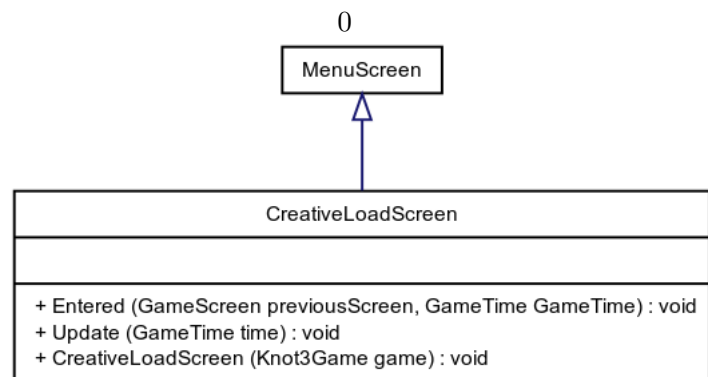 0
MenuScreen
CreativeLoadScreen
+ Entered (GameScreen previousScreen, GameTime GameTime) : void
+ Update (GameTime time) : void
+ CreativeLoadScreen (Knot3Game game) : void